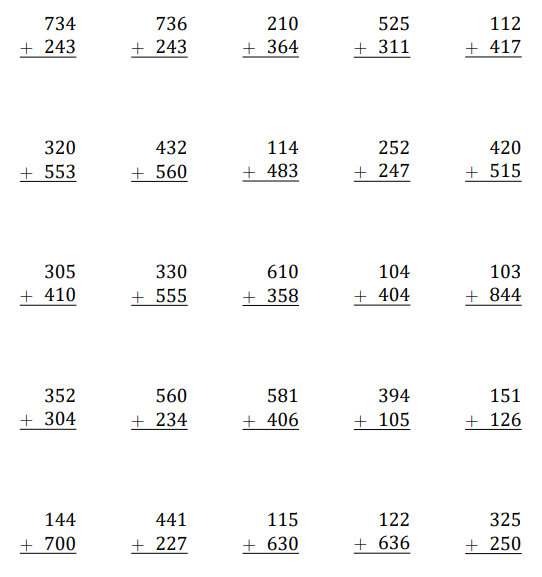 734 736 210 525 112
+ 243 + 243 + 364 + 311 + 417
320 432 114 252 420
+ 553 + 560 + 483 + 247 + 515
305 330 610 104 103
+ 410 + 555 + 358 + 404 + 844
352 560 581 394 151
+ 304 + 234 + 406 + 105 + 126
144 441 115 122 325
+ 700 + 227 + 630 + 636 + 250